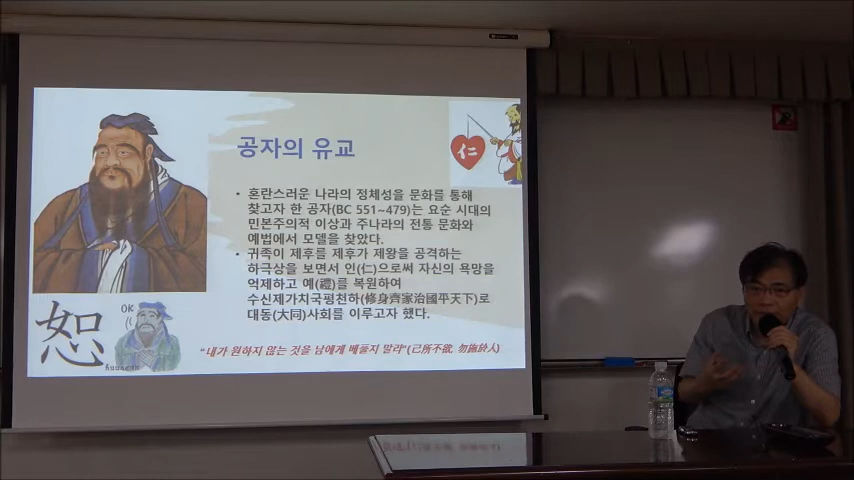 공자의 유교
仁
• 혼란스러운 나라의 정체성을 문화를 통해
찾고자 한 공자(BC 551~479)는 요순 시대의
민본주의적 이상과 주나라의 전통 문화와
예법에서 모델을 찾았다.
• 귀족이 제후를 제후가 제왕을 공격하는
하극상을 보면서 인(仁)으로써 자신의 욕망을
억제하고 예(禮)를 복원하여
수신제가치국평천하(修身齊家治國平天下)로
대동(大同)사회를 이루고자 했다.
恕
OK
"내가 원하지 않는 것을 남에게 베풀지 말라"(己所不欲, 勿施於人)